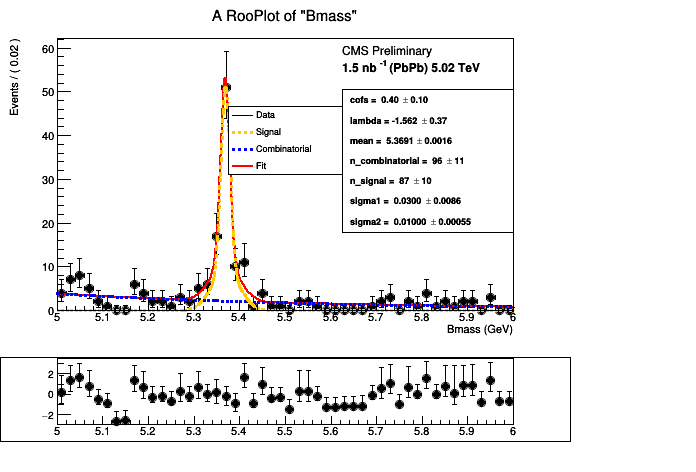 A RooPlot of "Bmass"
Events / ( 0.02 )
CMS Preliminary
1.5 nb -1 (PbPb) 5.02 TeV
cofs = 0.40 ± 0.10
lambda = -1.562 ± 0.37
mean = 5.3691 ± 0.0016
n_combinatorial = 96 ± 11
n_signal = 87 ± 10
sigma1 = 0.0300 ± 0.0086
sigma2 = 0.01000 ± 0.00055
Data
Signal
Combinatorial
Fit
60
50
40
30
20
10
0
5 5.1 5.2 5.3 5.4 5.5 5.6 5.7 5.8 5.9 6
Bmass (GeV)
2
0
−2
5 5.1 5.2 5.3 5.4 5.5 5.6 5.7 5.8 5.9 6